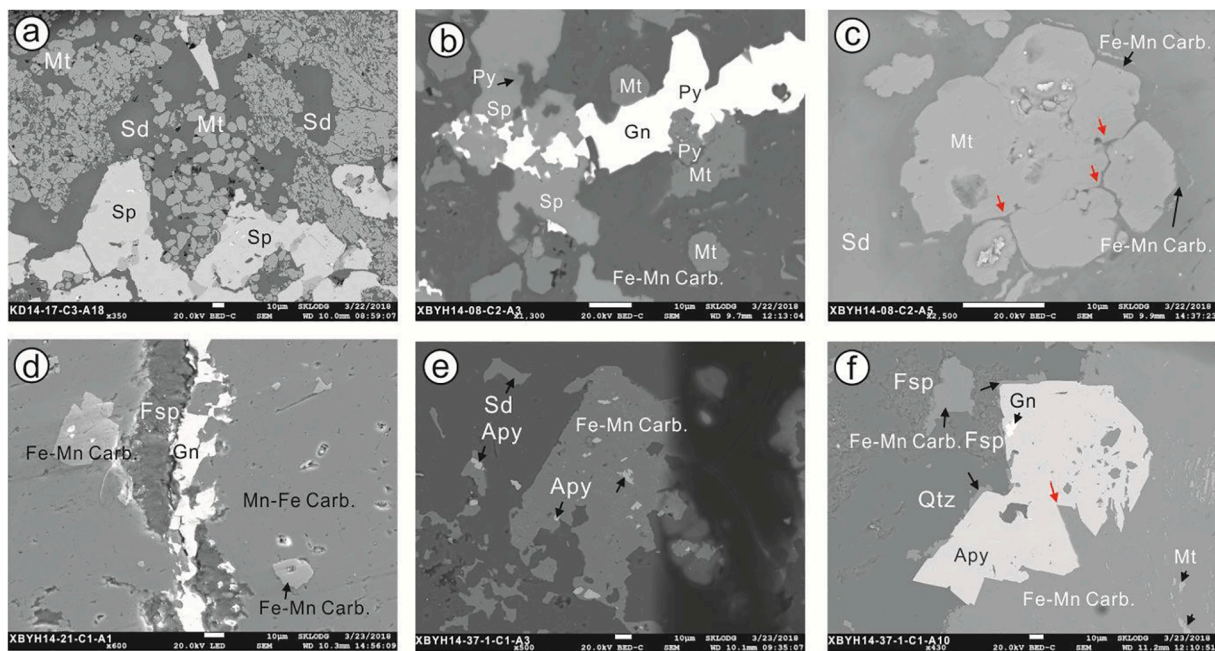 a
Mt
Sd
Mt
Sd
Sp
Sp
KD14-17-C3-A18
x350 20.0kV BED-C SEM 10μm SKLODG 3/22/2018
WD 10.0mm 08:59:07
b
Py
Sp
Mt
Py
Gn
Py
Mt
Sp
Mt
Fe-Mn Carb.
XBYH14-08-C2-A3
x1,300 20.0kV BED-C SEM 10μm SKLODG 3/22/2018
WD 9.7mm 12:13:04
c
Fe-Mn Carb.
Mt
Sd
Fe-Mn Carb.
XBYH14-08-C2-A5
x2,500 20.0kV BED-C SEM 10μm SKLODG 3/22/2018
WD 9.9mm 14:37:23
d
Fsp
Fe-Mn Carb.
Gn
Mn-Fe Carb.
Fe-Mn Carb.
XBYH14-21-C1-A1
x600 20.0kV LED SEM 10μm SKLODG 3/23/2018
WD 10.3mm 14:56:09
e
Sd
Apy
Fe-Mn Carb.
Apy
XBYH14-37-1-C1-A3
x500 20.0kV BED-C SEM 10μm SKLODG 3/23/2018
WD 10.1mm 09:35:07
f
Fsp
Gn
Fe-Mn Carb.
Fsp
Qtz
Apy
Mt
Fe-Mn Carb.
XBYH14-37-1-C1-A10
x430 20.0kV BED-C SEM 10μm SKLODG 3/23/2018
WD 11.2mm 12:10:51